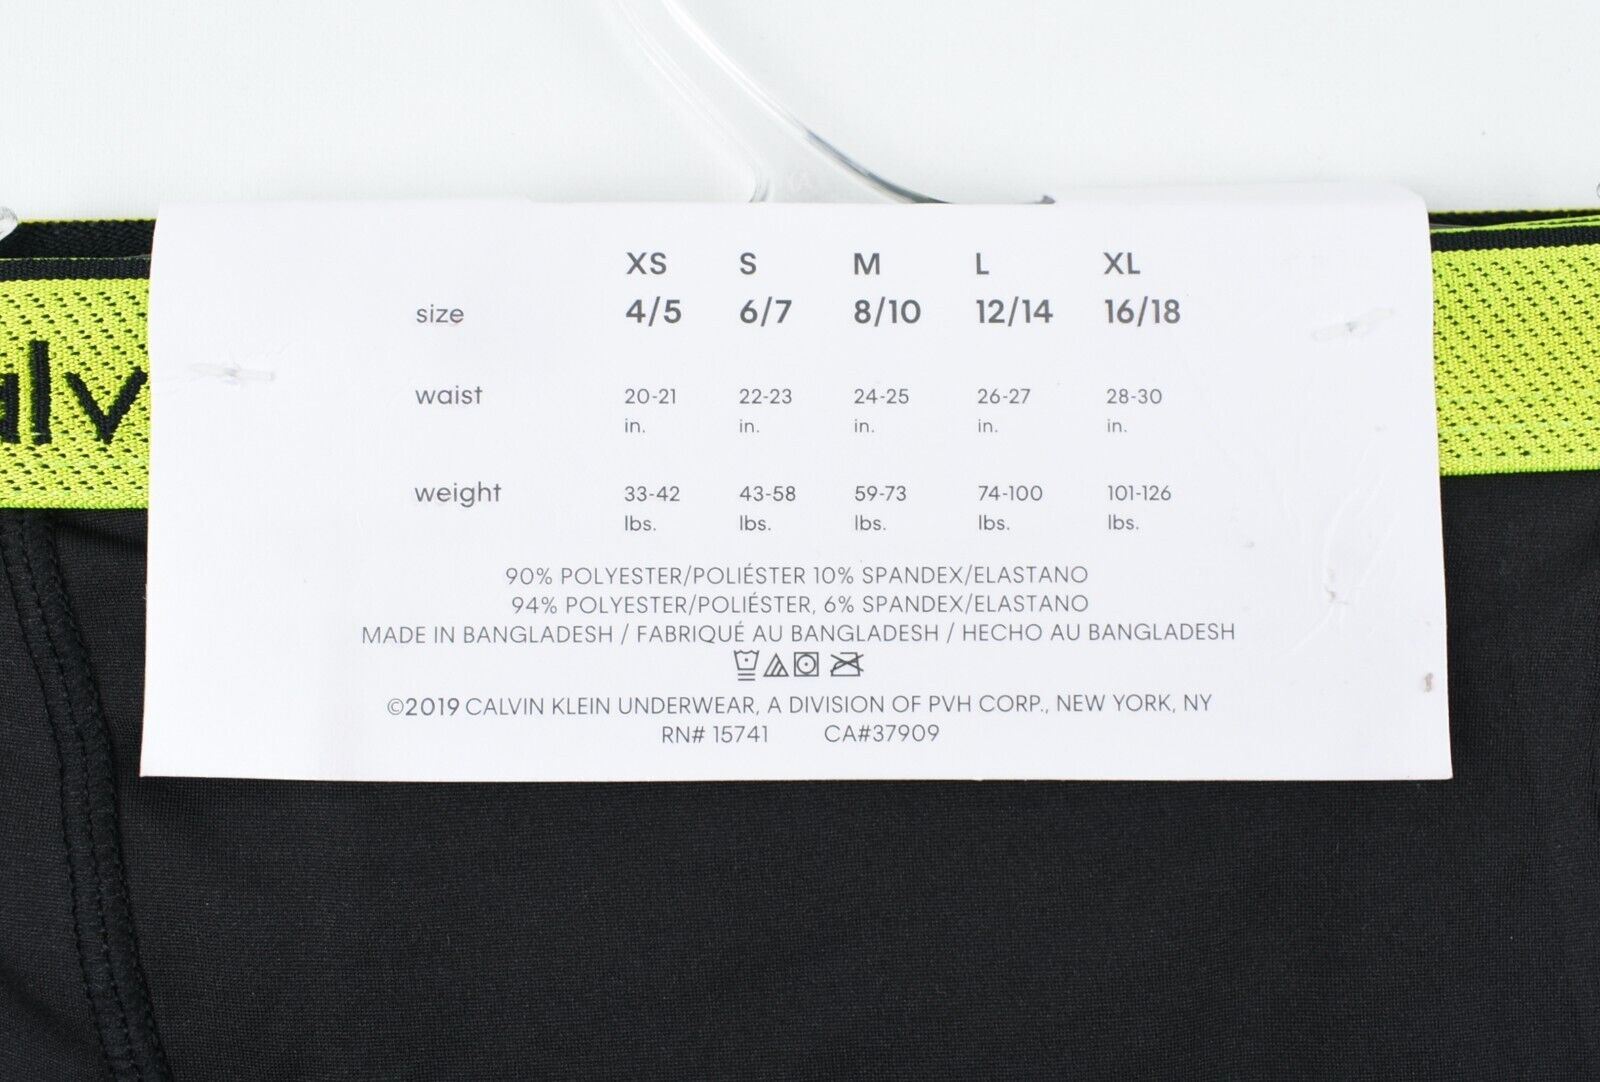 XS S M L XL
size 4/5 6/7 8/10 12/14 16/18
waist 20-21 22-23 24-25 26-27 28-30
in. in. in. in. in.
weight 33-42 43-58 59-73 74-100 101-126
lbs. lbs. lbs. lbs. lbs.
90% POLYESTER/POLIÉSTER 10% SPANDEX/ELASTANO
94% POLYESTER/POLIÉSTER, 6% SPANDEX/ELASTANO
MADE IN BANGLADESH / FABRIQUÉ AU BANGLADESH / HECHO AU BANGLADESH
©2019 CALVIN KLEIN UNDERWEAR, A DIVISION OF PVH CORP., NEW YORK, NY
RN# 15741 CA#37909
alv